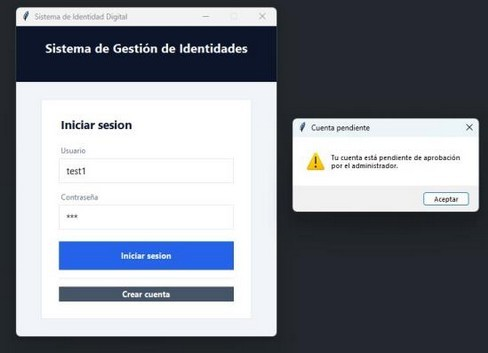 Sistema de Identidad Digital
Sistema de Gestión de Identidades
Iniciar sesion
Usuario
test1
Contraseña
***
Iniciar sesion
Crear cuenta
Cuenta pendiente
Tu cuenta está pendiente de aprobación
por el administrador.
Aceptar